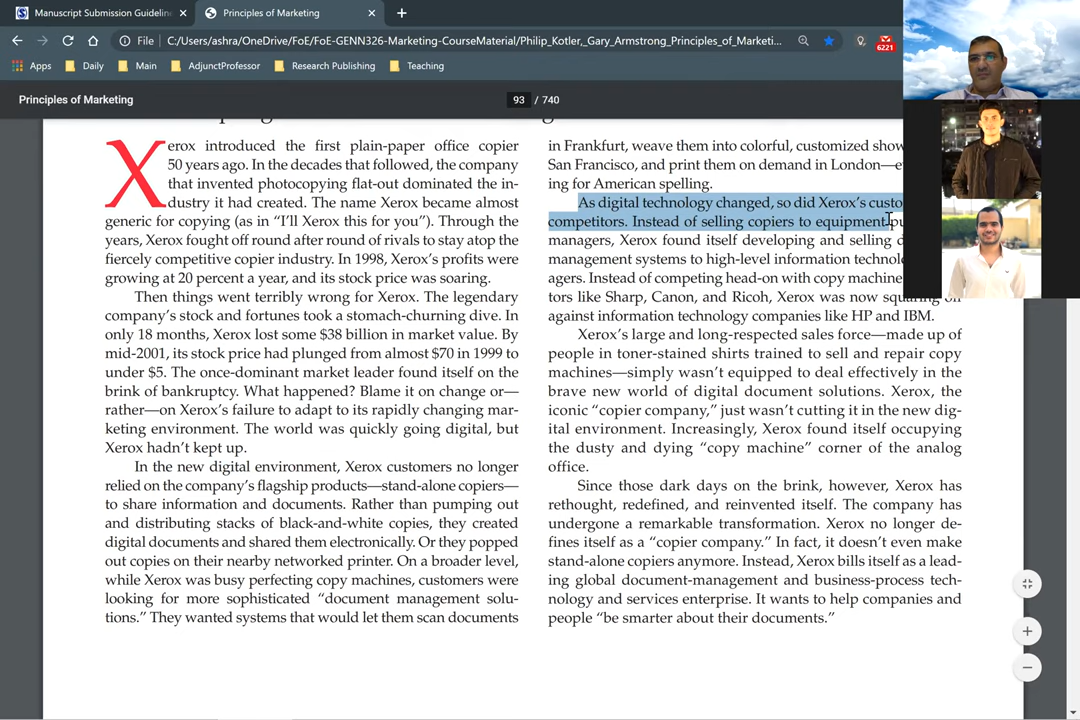 Manuscript Submission Guidelin
Principles of Marketing
File
C:/Users/ashra/OneDrive/FoE/FoE-GENN326-Marketing-CourseMaterial/Philip_Kotler,_Gary_Armstrong_Principles_of_Marketi...
6221
Apps
Daily
Main
AdjunctProfessor
Research Publishing
Teaching
Principles of Marketing
93 / 740
Xerox introduced the first plain-paper office copier
50 years ago. In the decades that followed, the company
that invented photocopying flat-out dominated the in-
dustry it had created. The name Xerox became almost
generic for copying (as in “I’ll Xerox this for you”). Through the
years, Xerox fought off round after round of rivals to stay atop the
fiercely competitive copier industry. In 1998, Xerox’s profits were
growing at 20 percent a year, and its stock price was soaring.
Then things went terribly wrong for Xerox. The legendary
company’s stock and fortunes took a stomach-churning dive. In
only 18 months, Xerox lost some $38 billion in market value. By
mid-2001, its stock price had plunged from almost $70 in 1999 to
under $5. The once-dominant market leader found itself on the
brink of bankruptcy. What happened? Blame it on change or—
rather—on Xerox’s failure to adapt to its rapidly changing mar-
keting environment. The world was quickly going digital, but
Xerox hadn’t kept up.
In the new digital environment, Xerox customers no longer
relied on the company’s flagship products—stand-alone copiers—
to share information and documents. Rather than pumping out
and distributing stacks of black-and-white copies, they created
digital documents and shared them electronically. Or they popped
out copies on their nearby networked printer. On a broader level,
while Xerox was busy perfecting copy machines, customers were
looking for more sophisticated “document management solu-
tions.” They wanted systems that would let them scan documents
in Frankfurt, weave them into colorful, customized show
San Francisco, and print them on demand in London—e
ing for American spelling.
As digital technology changed, so did Xerox’s custo
competitors. Instead of selling copiers to equipment
managers, Xerox found itself developing and selling d
management systems to high-level information technolo
agers. Instead of competing head-on with copy machine
tors like Sharp, Canon, and Ricoh, Xerox was now squaring off
against information technology companies like HP and IBM.
Xerox’s large and long-respected sales force—made up of
people in toner-stained shirts trained to sell and repair copy
machines—simply wasn’t equipped to deal effectively in the
brave new world of digital document solutions. Xerox, the
iconic “copier company,” just wasn’t cutting it in the new dig-
ital environment. Increasingly, Xerox found itself occupying
the dusty and dying “copy machine” corner of the analog
office.
Since those dark days on the brink, however, Xerox has
rethought, redefined, and reinvented itself. The company has
undergone a remarkable transformation. Xerox no longer de-
fines itself as a “copier company.” In fact, it doesn’t even make
stand-alone copiers anymore. Instead, Xerox bills itself as a lead-
ing global document-management and business-process tech-
nology and services enterprise. It wants to help companies and
people “be smarter about their documents.”